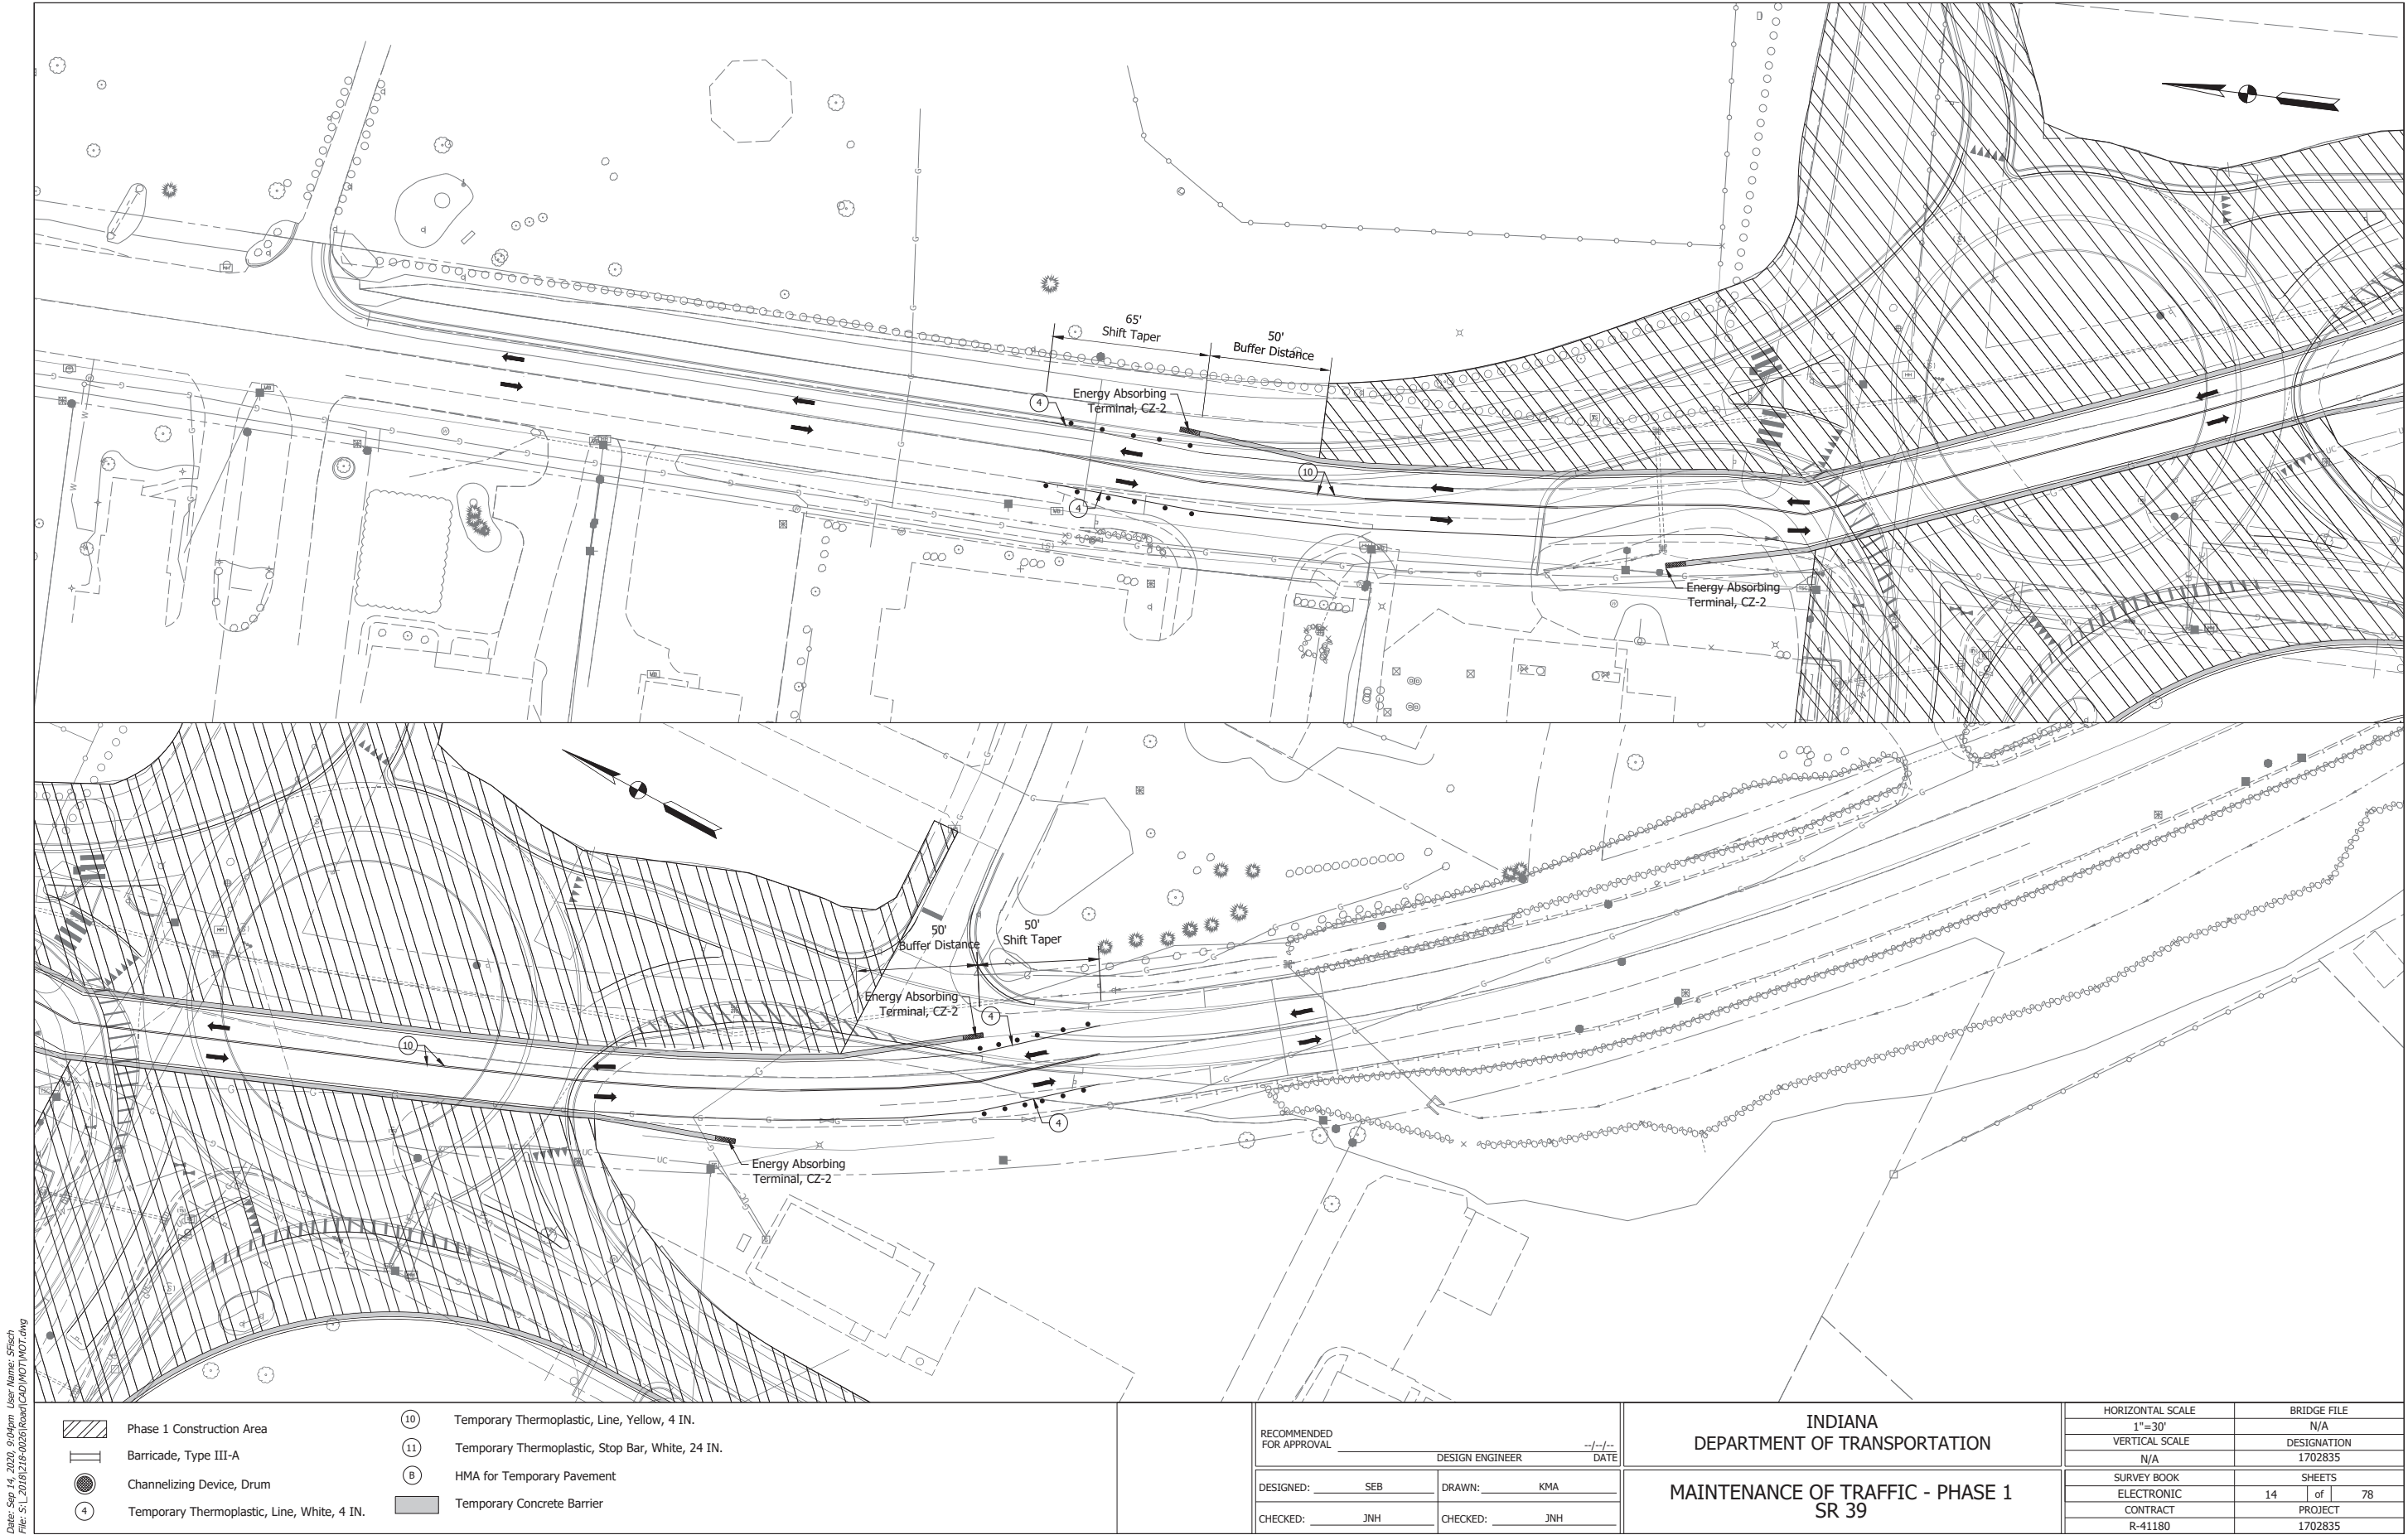 65'
Shift Taper
50'
Buffer Distance
Energy Absorbing
Terminal, CZ-2
4
10
4
Energy Absorbing
Terminal, CZ-2
50'
Buffer Distance
50'
Shift Taper
Energy Absorbing
Terminal, CZ-2
4
10
4
Energy Absorbing
Terminal, CZ-2
Phase 1 Construction Area
Barricade, Type III-A
Channelizing Device, Drum
4 Temporary Thermoplastic, Line, White, 4 IN.
10 Temporary Thermoplastic, Line, Yellow, 4 IN.
11 Temporary Thermoplastic, Stop Bar, White, 24 IN.
B HMA for Temporary Pavement
Temporary Concrete Barrier
RECOMMENDED
FOR APPROVAL --/--/--
DESIGN ENGINEER DATE
DESIGNED: SEB DRAWN: KMA
CHECKED: JNH CHECKED: JNH
INDIANA
DEPARTMENT OF TRANSPORTATION
MAINTENANCE OF TRAFFIC - PHASE 1
SR 39
HORIZONTAL SCALE BRIDGE FILE
1"=30' N/A
VERTICAL SCALE DESIGNATION
N/A 1702835
SURVEY BOOK SHEETS
ELECTRONIC 14 of 78
CONTRACT PROJECT
R-41180 1702835
Date: Sep 14, 2020, 9:04pm User Name: SFisch